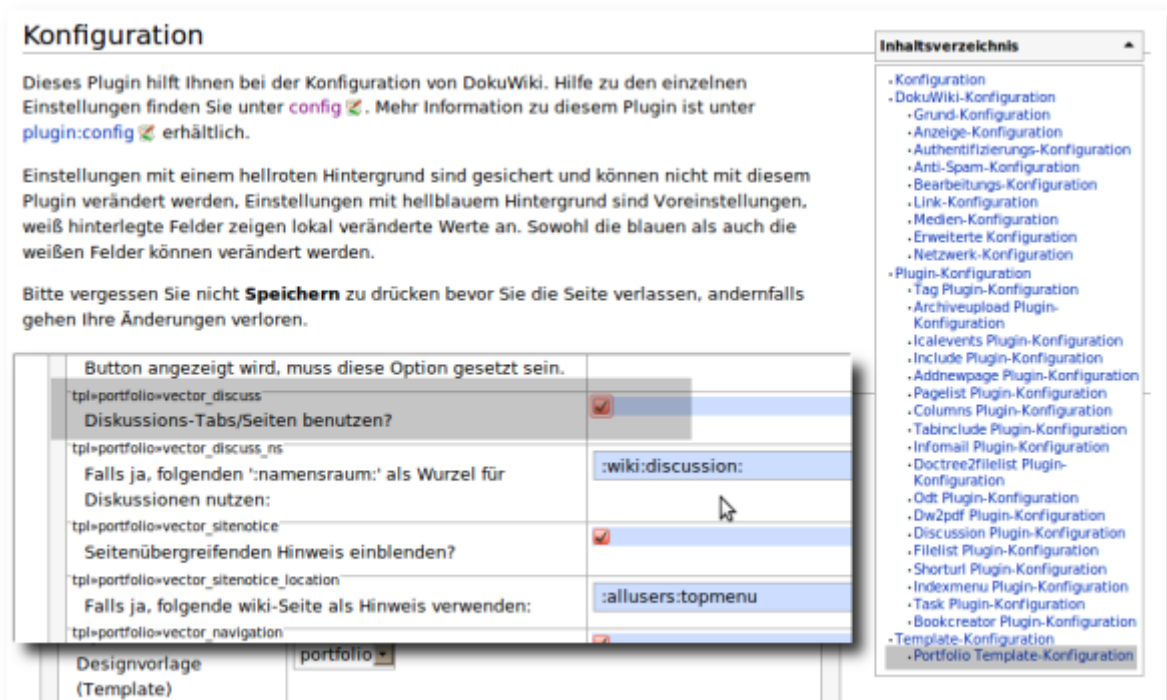 Konfiguration
Dieses Plugin hilft Ihnen bei der Konfiguration von DokuWiki. Hilfe zu den einzelnen
Einstellungen finden Sie unter config. Mehr Information zu diesem Plugin ist unter
plugin:config erhältlich.
Einstellungen mit einem hellroten Hintergrund sind gesichert und können nicht mit diesem
Plugin verändert werden, Einstellungen mit hellblauem Hintergrund sind Voreinstellungen,
weiß hinterlegte Felder zeigen lokal veränderte Werte an. Sowohl die blauen als auch die
weißen Felder können verändert werden.
Bitte vergessen Sie nicht Speichern zu drücken bevor Sie die Seite verlassen, andernfalls
gehen Ihre Änderungen verloren.
Button angezeigt wird, muss diese Option gesetzt sein.
tpl»portfolio»vector_discuss
Diskussions-Tabs/Seiten benutzen?
tpl»portfolio»vector_discuss_ns
Falls ja, folgenden ':namensraum:' als Wurzel für
Diskussionen nutzen:
:wiki:discussion:
tpl»portfolio»vector_sitenotice
Seitenübergreifenden Hinweis einblenden?
tpl»portfolio»vector_sitenotice_location
Falls ja, folgende wiki-Seite als Hinweis verwenden:
:allusers:topmenu
tpl»portfolio»vector_navigation
Designvorlage
(Template)
portfolio
Inhaltsverzeichnis
Konfiguration
DokuWiki-Konfiguration
Grund-Konfiguration
Anzeige-Konfiguration
Authentifizierungs-Konfiguration
Anti-Spam-Konfiguration
Bearbeitungs-Konfiguration
Link-Konfiguration
Medien-Konfiguration
Erweiterte Konfiguration
Netzwerk-Konfiguration
Plugin-Konfiguration
Tag Plugin-Konfiguration
Archiveupload Plugin-
Konfiguration
Icalevents Plugin-Konfiguration
Include Plugin-Konfiguration
Addnewpage Plugin-Konfiguration
Pagelist Plugin-Konfiguration
Columns Plugin-Konfiguration
Tabinclude Plugin-Konfiguration
Infomail Plugin-Konfiguration
Doctree2filelist Plugin-
Konfiguration
Odt Plugin-Konfiguration
Dw2pdf Plugin-Konfiguration
Discussion Plugin-Konfiguration
Filelist Plugin-Konfiguration
Shorturl Plugin-Konfiguration
Indexmenu Plugin-Konfiguration
Task Plugin-Konfiguration
Bookcreator Plugin-Konfiguration
Template-Konfiguration
Portfolio Template-Konfiguration